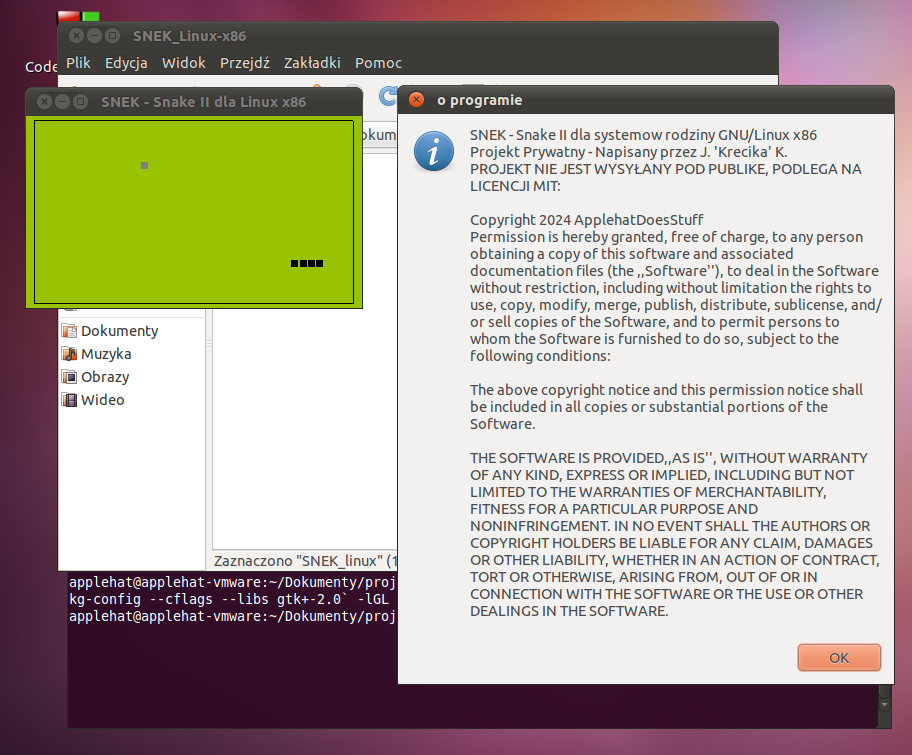 SNEK_Linux-x86
Code
Plik Edycja Widok Przejdź Zakładki Pomoc
SNEK - Snake II dla Linux x86
Dokumenty
Muzyka
Obrazy
Wideo
Zaznaczono "SNEK_linux" (1
applehat@applehat-vmware:~/Dokumenty/proj
kg-config --cflags --libs gtk+-2.0` -lGL
applehat@applehat-vmware:~/Dokumenty/proj
o programie
SNEK - Snake II dla systemow rodziny GNU/Linux x86
Projekt Prywatny - Napisany przez J. 'Krecika' K.
PROJEKT NIE JEST WYSYŁANY POD PUBLIKE, PODLEGA NA
LICENCJI MIT:
Copyright 2024 ApplehatDoesStuff
Permission is hereby granted, free of charge, to any person
obtaining a copy of this software and associated
documentation files (the ,,Software''), to deal in the Software
without restriction, including without limitation the rights to
use, copy, modify, merge, publish, distribute, sublicense, and/
or sell copies of the Software, and to permit persons to
whom the Software is furnished to do so, subject to the
following conditions:
The above copyright notice and this permission notice shall
be included in all copies or substantial portions of the
Software.
THE SOFTWARE IS PROVIDED,,AS IS'', WITHOUT WARRANTY
OF ANY KIND, EXPRESS OR IMPLIED, INCLUDING BUT NOT
LIMITED TO THE WARRANTIES OF MERCHANTABILITY,
FITNESS FOR A PARTICULAR PURPOSE AND
NONINFRINGEMENT. IN NO EVENT SHALL THE AUTHORS OR
COPYRIGHT HOLDERS BE LIABLE FOR ANY CLAIM, DAMAGES
OR OTHER LIABILITY, WHETHER IN AN ACTION OF CONTRACT,
TORT OR OTHERWISE, ARISING FROM, OUT OF OR IN
CONNECTION WITH THE SOFTWARE OR THE USE OR OTHER
DEALINGS IN THE SOFTWARE.
OK